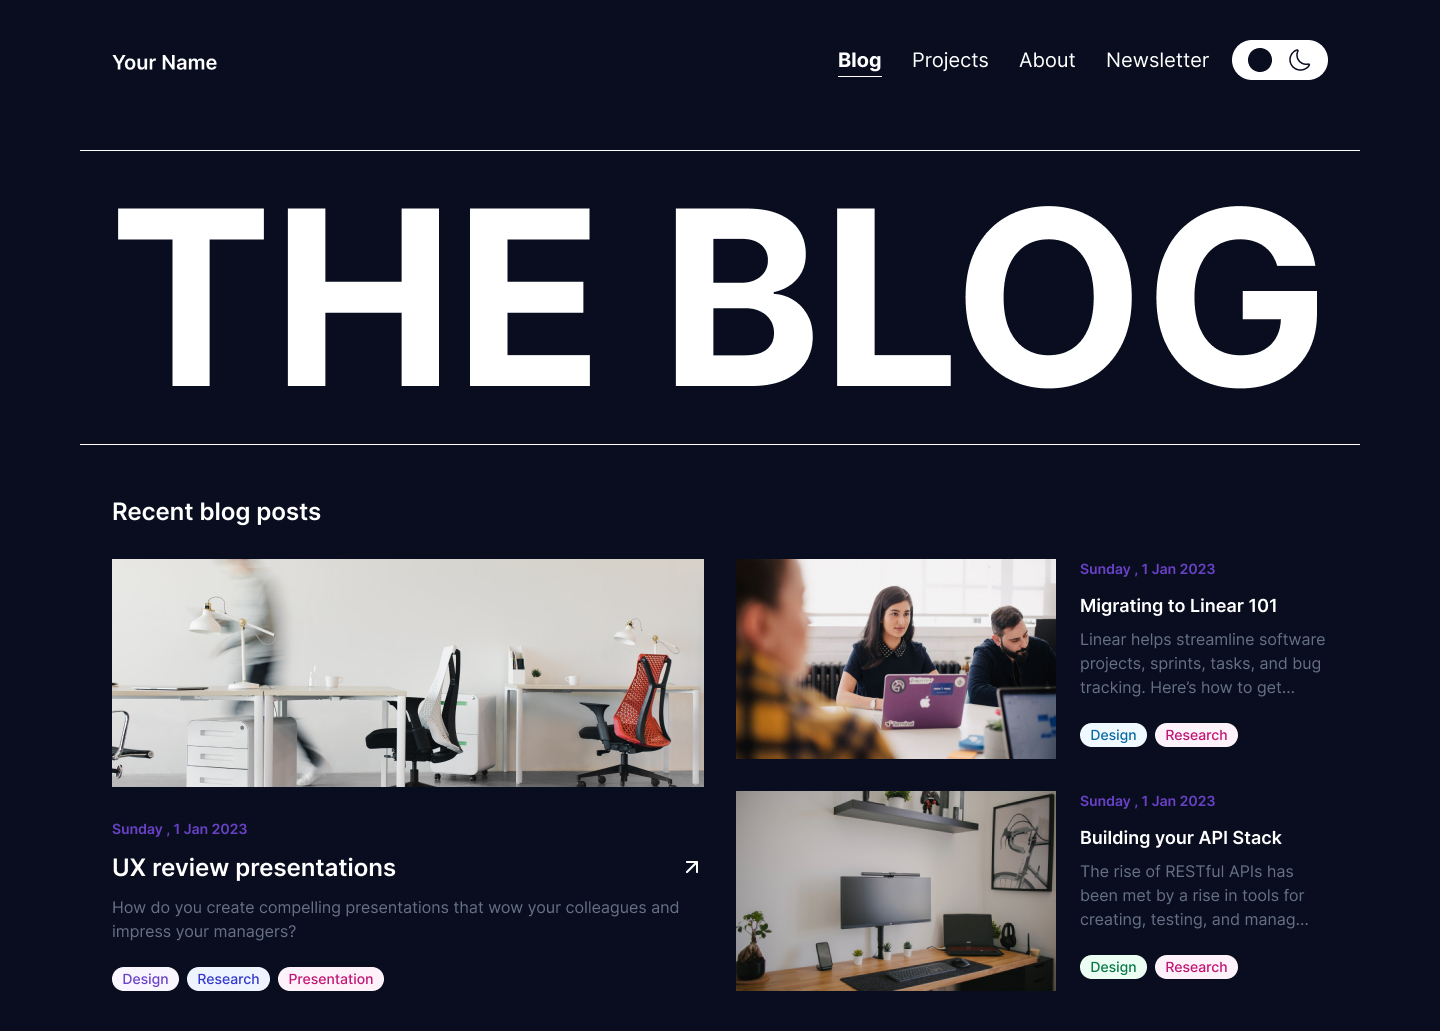 Your Name
Blog
Projects
About
Newsletter
THE BLOG
Recent blog posts
Sunday , 1 Jan 2023
UX review presentations
How do you create compelling presentations that wow your colleagues and
impress your managers?
Design
Research
Presentation
Sunday , 1 Jan 2023
Migrating to Linear 101
Linear helps streamline software
projects, sprints, tasks, and bug
tracking. Here’s how to get...
Design
Research
Sunday , 1 Jan 2023
Building your API Stack
The rise of RESTful APIs has
been met by a rise in tools for
creating, testing, and manag...
Design
Research